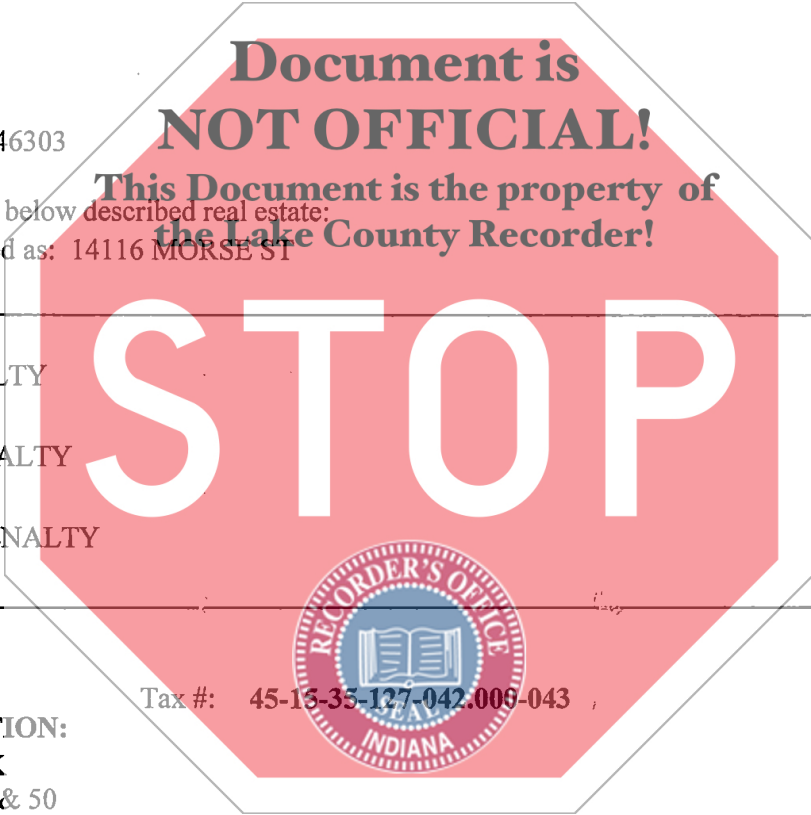 Document is
NOT OFFICIAL!
46303
This Document is the property of
below described real estate:
the Lake County Recorder!
d as: 14116 MORSE ST
LTY
STOP
ALTY
NALTY
RECORDER'S OFFICE
SEAL
INDIANA
Tax #: 45-15-35-127-042.000-043
TION:
K
& 50